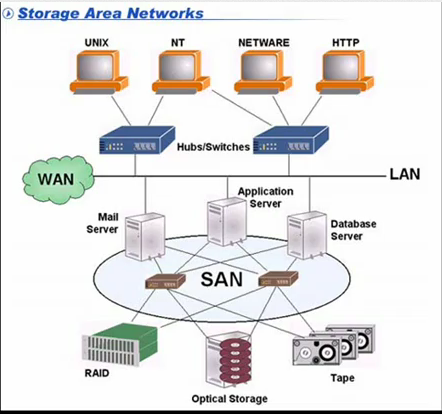 Storage Area Networks
UNIX
NT
NETWARE
HTTP
Hubs/Switches
WAN
LAN
Mail
Server
Application
Server
Database
Server
SAN
RAID
Optical Storage
Tape